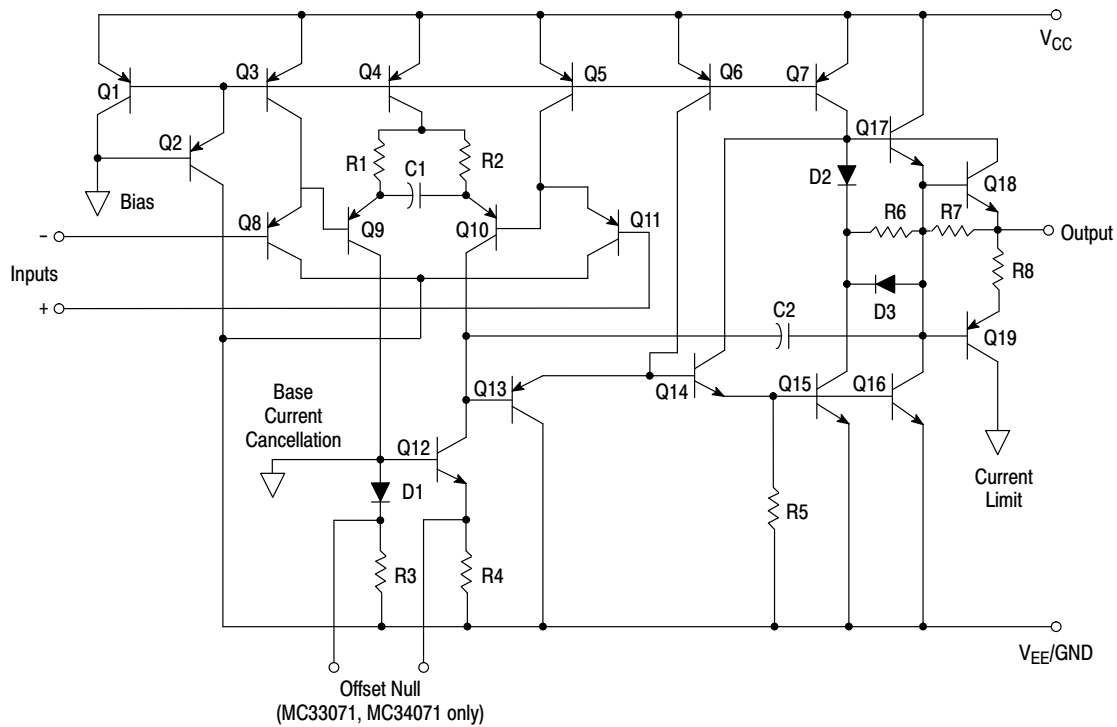 V_CC
Q1
Q3
Q4
Q5
Q6
Q7
Q2
Q17
R1
C1
R2
D2
Q18
Bias
Q8
Q9
Q10
Q11
R6
R7
Output
−
Inputs
+
R8
D3
C2
Q19
Q13
Q14
Q15
Q16
Base
Current
Cancellation
Q12
D1
Current
Limit
R5
R3
R4
V_EE/GND
Offset Null
(MC33071, MC34071 only)